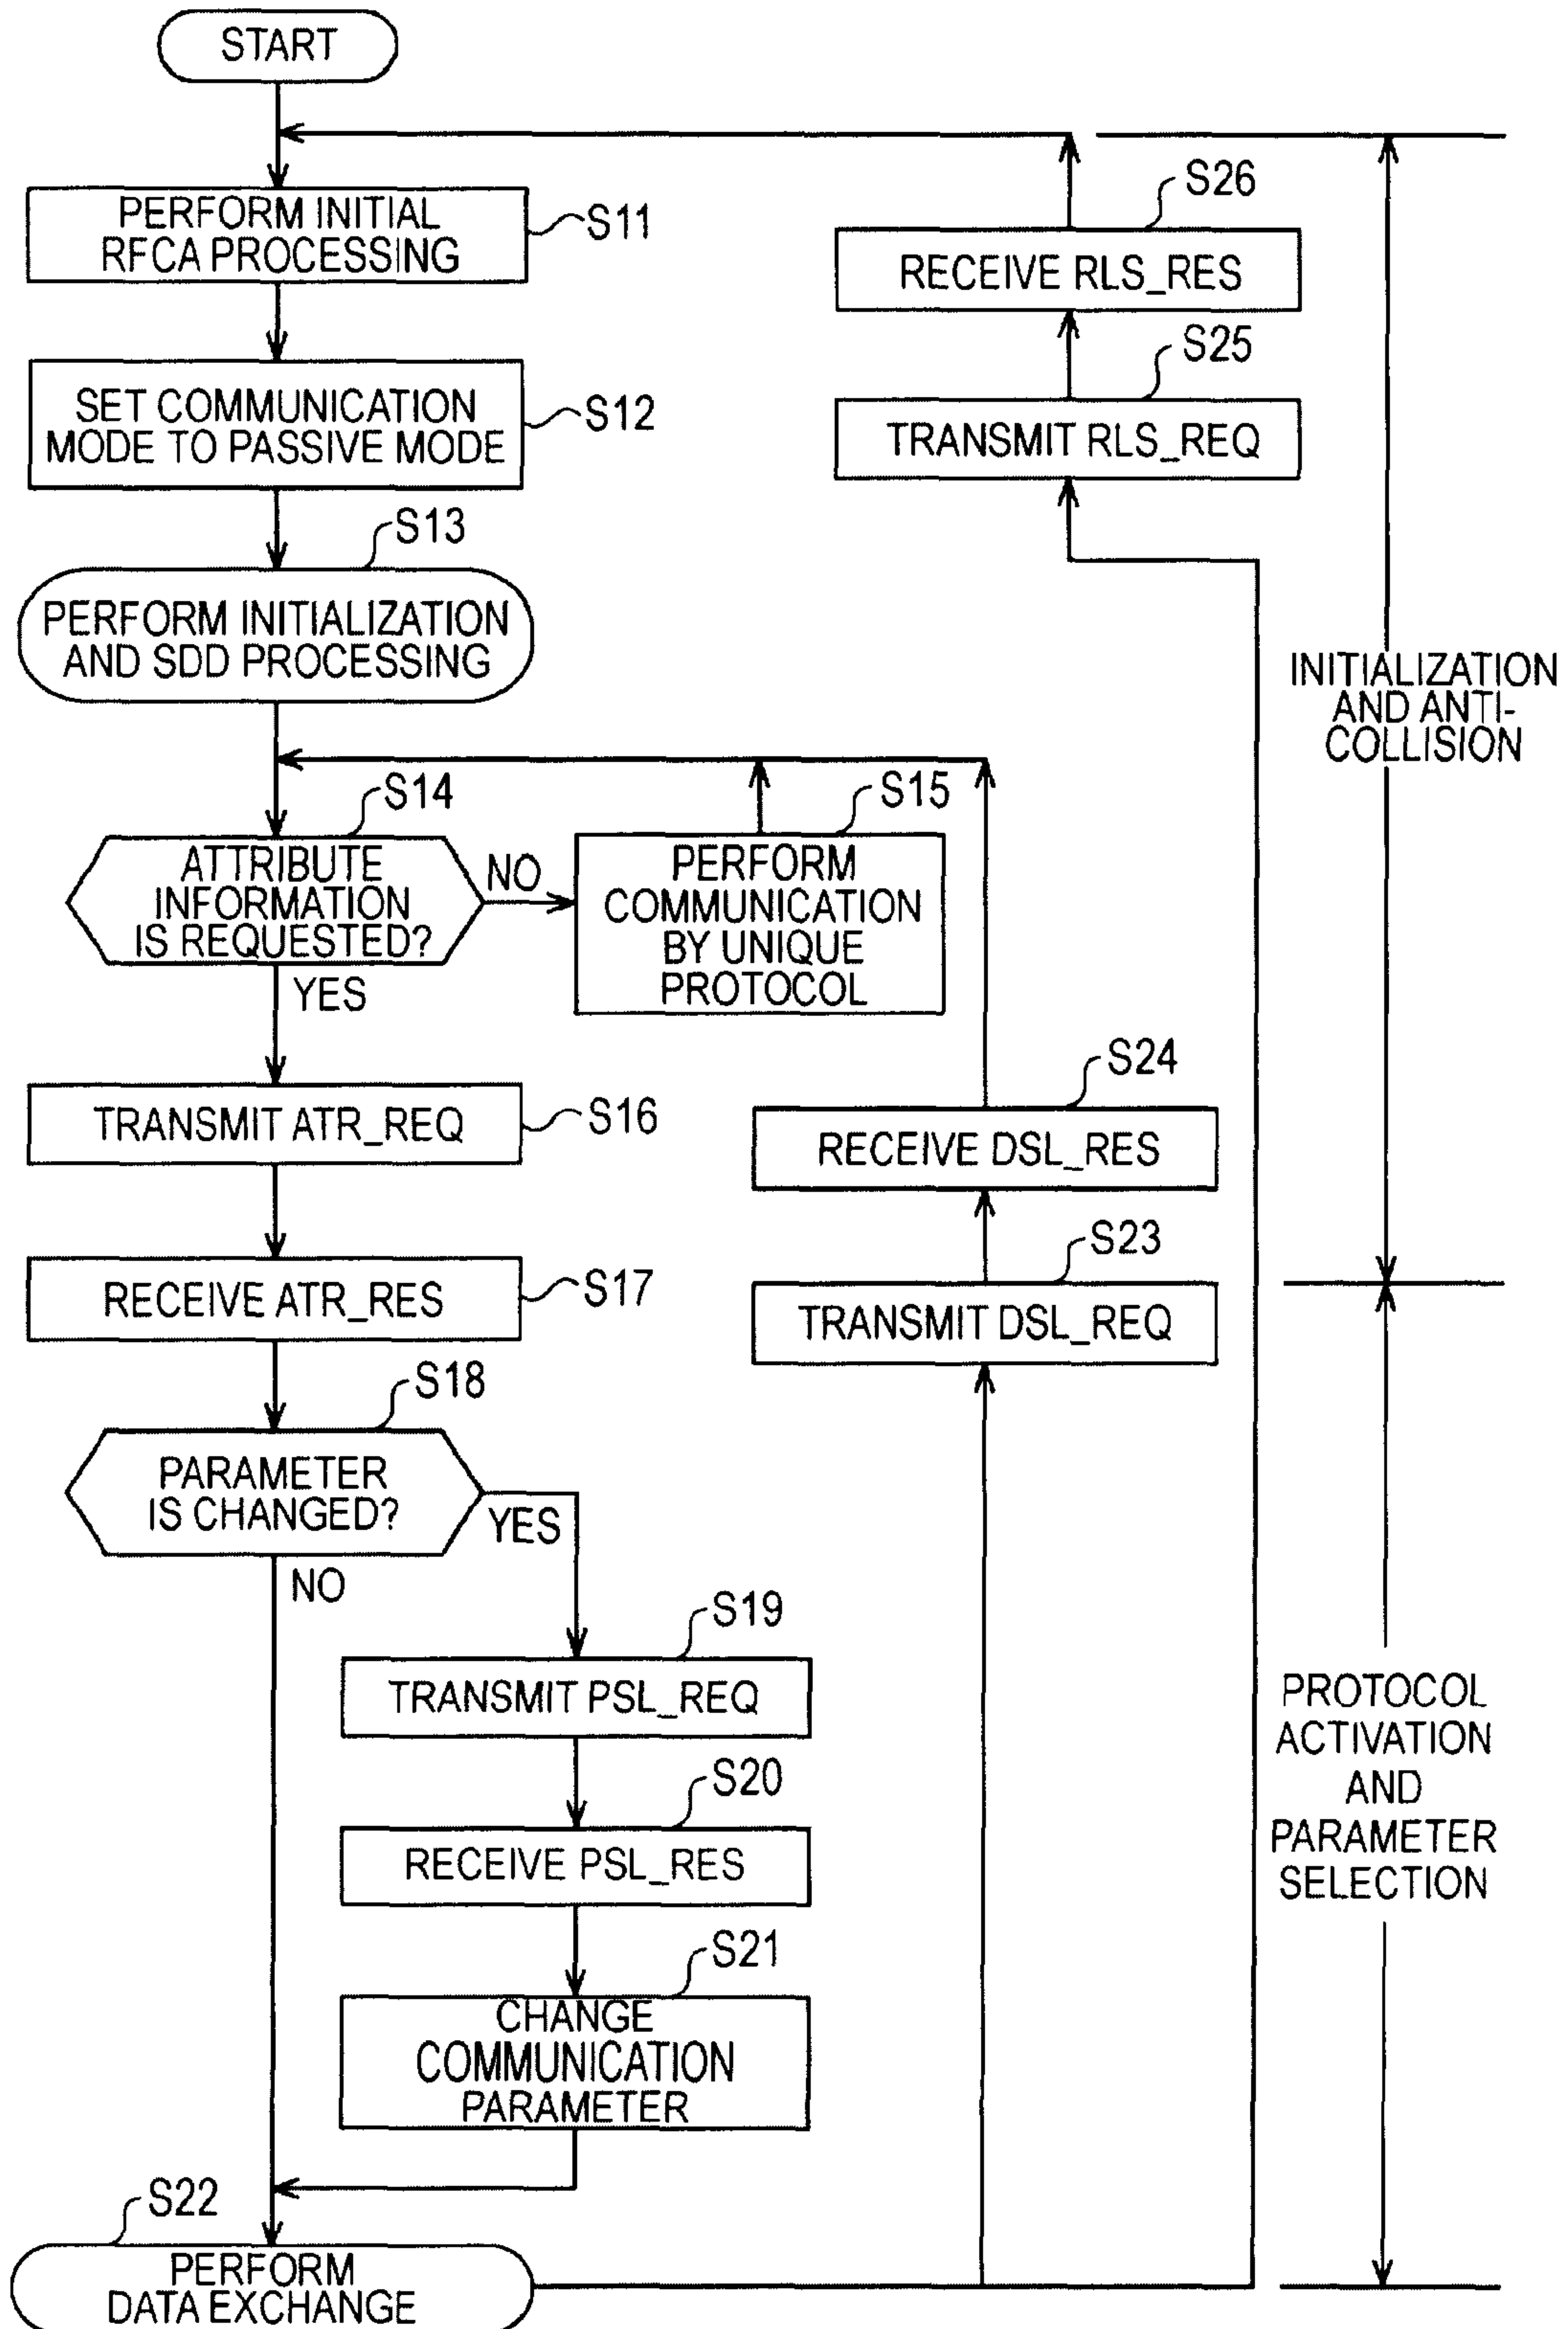 START
PERFORM INITIAL
RFCA PROCESSING
S11
SET COMMUNICATION
MODE TO PASSIVE MODE
S12
S13
PERFORM INITIALIZATION
AND SDD PROCESSING
S14
ATTRIBUTE
INFORMATION
IS REQUESTED?
NO
YES
S15
PERFORM
COMMUNICATION
BY UNIQUE
PROTOCOL
TRANSMIT ATR_REQ
S16
RECEIVE ATR_RES
S17
S18
PARAMETER
IS CHANGED?
YES
NO
S19
TRANSMIT PSL_REQ
S20
RECEIVE PSL_RES
S21
CHANGE
COMMUNICATION
PARAMETER
S22
PERFORM
DATA EXCHANGE
S26
RECEIVE RLS_RES
S25
TRANSMIT RLS_REQ
S24
RECEIVE DSL_RES
S23
TRANSMIT DSL_REQ
INITIALIZATION
AND ANTI-
COLLISION
PROTOCOL
ACTIVATION
AND
PARAMETER
SELECTION